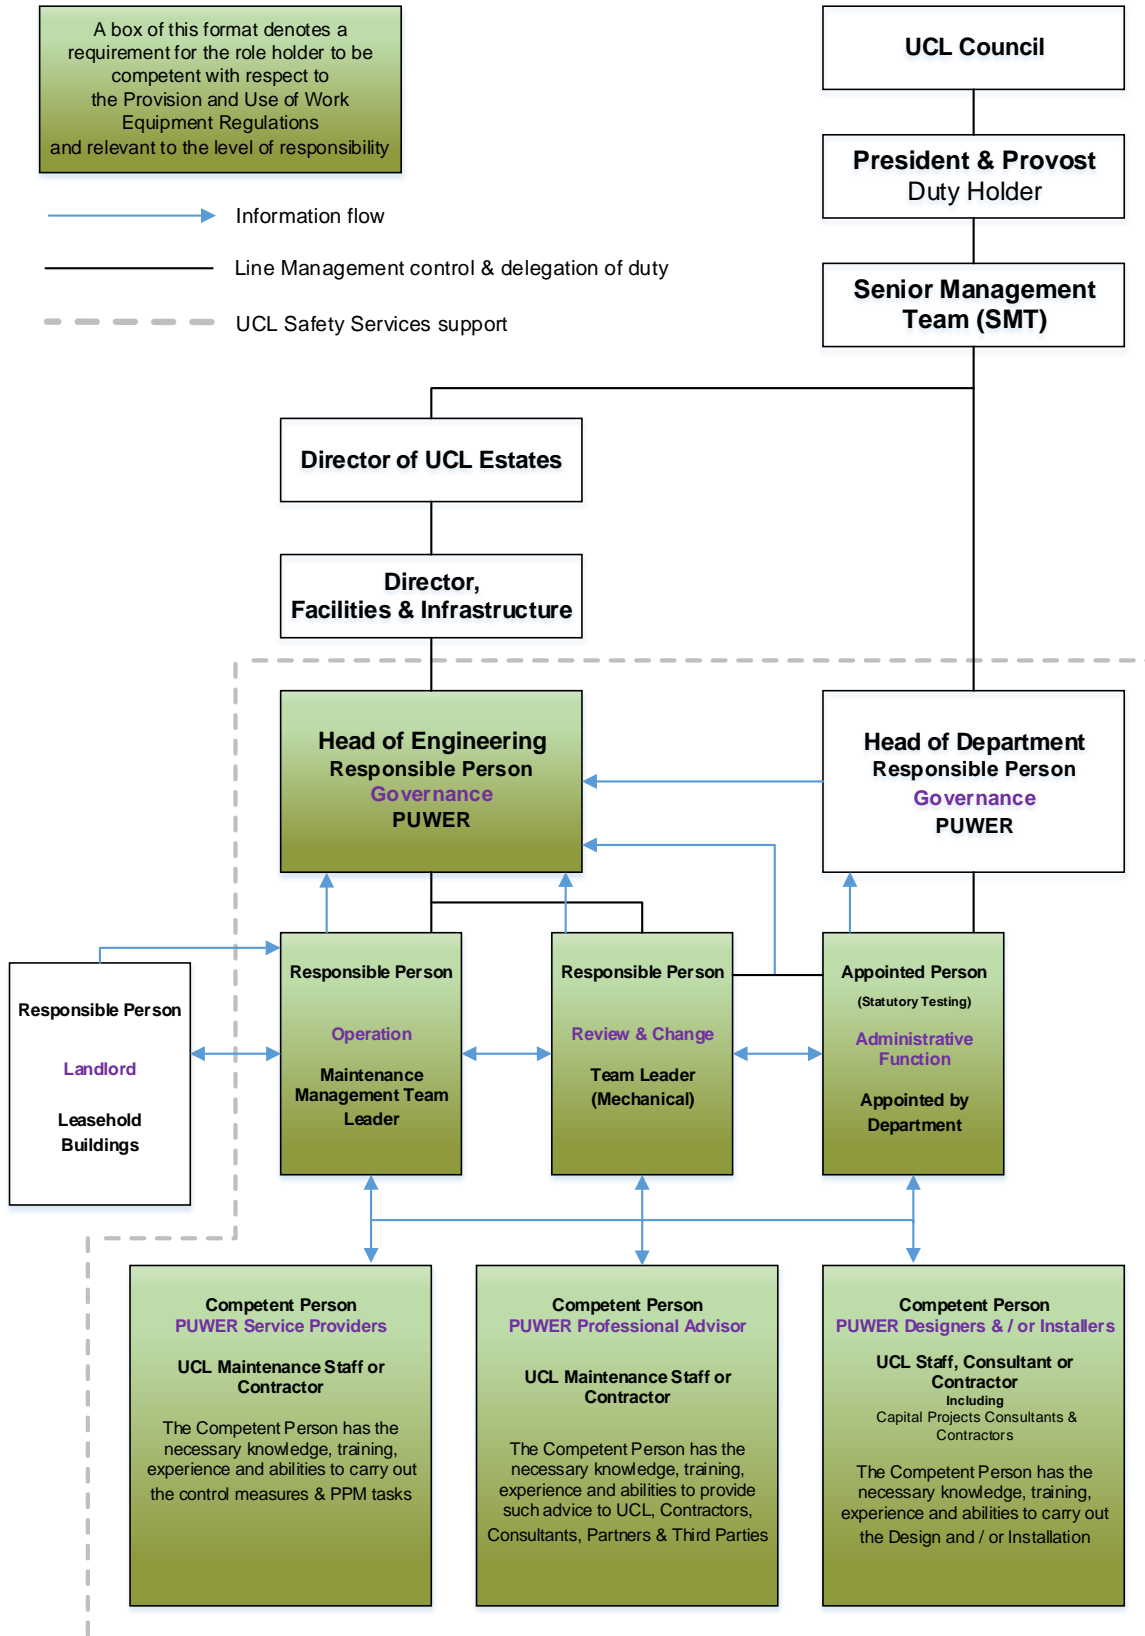 A box of this format denotes a
requirement for the role holder to be
competent with respect to
the Provision and Use of Work
Equipment Regulations
and relevant to the level of responsibility
Information flow
Line Management control & delegation of duty
UCL Safety Services support
UCL Council
President & Provost
Duty Holder
Senior Management
Team (SMT)
Director of UCL Estates
Director,
Facilities & Infrastructure
Head of Engineering
Responsible Person
Governance
PUWER
Head of Department
Responsible Person
Governance
PUWER
Responsible Person
Landlord
Leasehold
Buildings
Responsible Person
Operation
Maintenance
Management Team
Leader
Responsible Person
Review & Change
Team Leader
(Mechanical)
Appointed Person
(Statutory Testing)
Administrative
Function
Appointed by
Department
Competent Person
PUWER Service Providers
UCL Maintenance Staff or
Contractor
The Competent Person has the
necessary knowledge, training,
experience and abilities to carry out
the control measures & PPM tasks
Competent Person
PUWER Professional Advisor
UCL Maintenance Staff or
Contractor
The Competent Person has the
necessary knowledge, training,
experience and abilities to provide
such advice to UCL, Contractors,
Consultants, Partners & Third Parties
Competent Person
PUWER Designers & / or Installers
UCL Staff, Consultant or
Contractor
Including
Capital Projects Consultants &
Contractors
The Competent Person has the
necessary knowledge, training,
experience and abilities to carry out
the Design and / or Installation